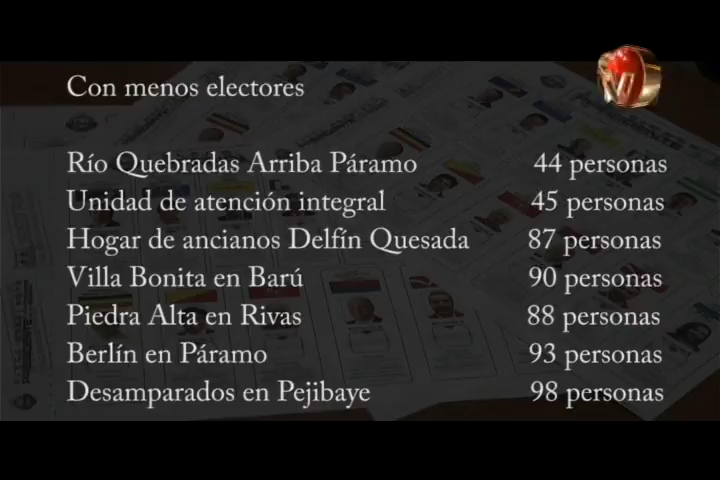 Con menos electores
Río Quebradas Arriba Páramo 44 personas
Unidad de atención integral 45 personas
Hogar de ancianos Delfín Quesada 87 personas
Villa Bonita en Barú 90 personas
Piedra Alta en Rivas 88 personas
Berlín en Páramo 93 personas
Desamparados en Pejibaye 98 personas